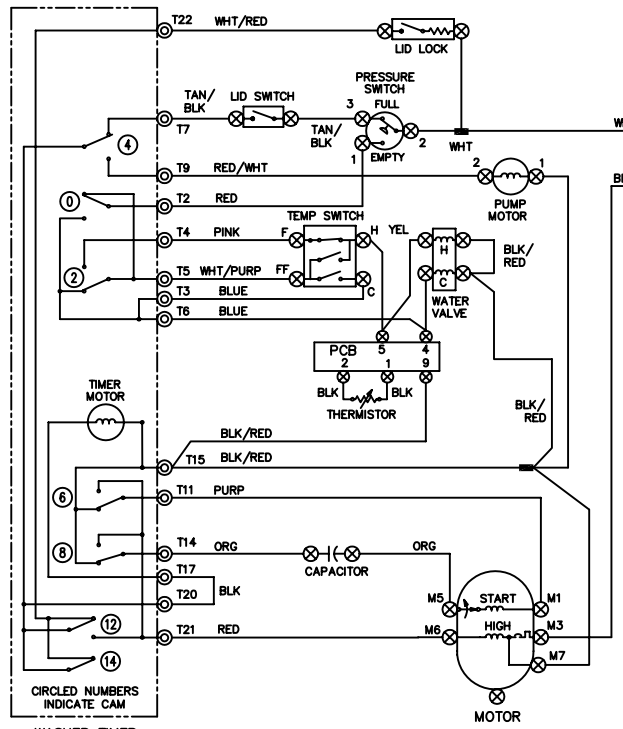 T22 WHT/RED
LID LOCK
PRESSURE
SWITCH
TAN/
BLK
LID SWITCH
3 FULL
T7
4
TAN/
BLK
2
WHT
1 EMPTY
T9 RED/WHT
2 1
PUMP
MOTOR
0
T2 RED
TEMP SWITCH
T4 PINK F H YEL
H
BLK/
RED
2
T5 WHT/PURP FF
T3 BLUE C
C
WATER
VALVE
T6 BLUE
PCB 5 4
2 1 9
BLK BLK
THERMISTOR
TIMER
MOTOR
BLK/
RED
BLK/RED
T15 BLK/RED
6
T11 PURP
8
T14 ORG ORG
CAPACITOR
T17
BLK
T20
M5 START M1
12
T21 RED M6 HIGH M3
M7
14
CIRCLED NUMBERS
INDICATE CAM
MOTOR